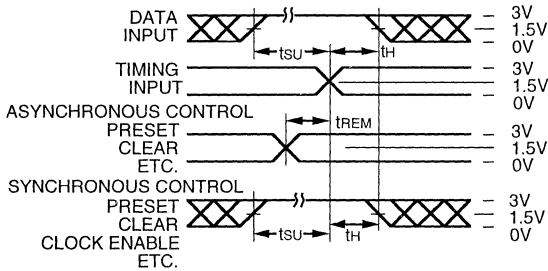 DATA
INPUT
3V
1.5V
0V
tSU
tH
TIMING
INPUT
3V
1.5V
0V
ASYNCHRONOUS CONTROL
PRESET
CLEAR
ETC.
tREM
3V
1.5V
0V
SYNCHRONOUS CONTROL
PRESET
CLEAR
CLOCK ENABLE
ETC.
tSU
tH
3V
1.5V
0V